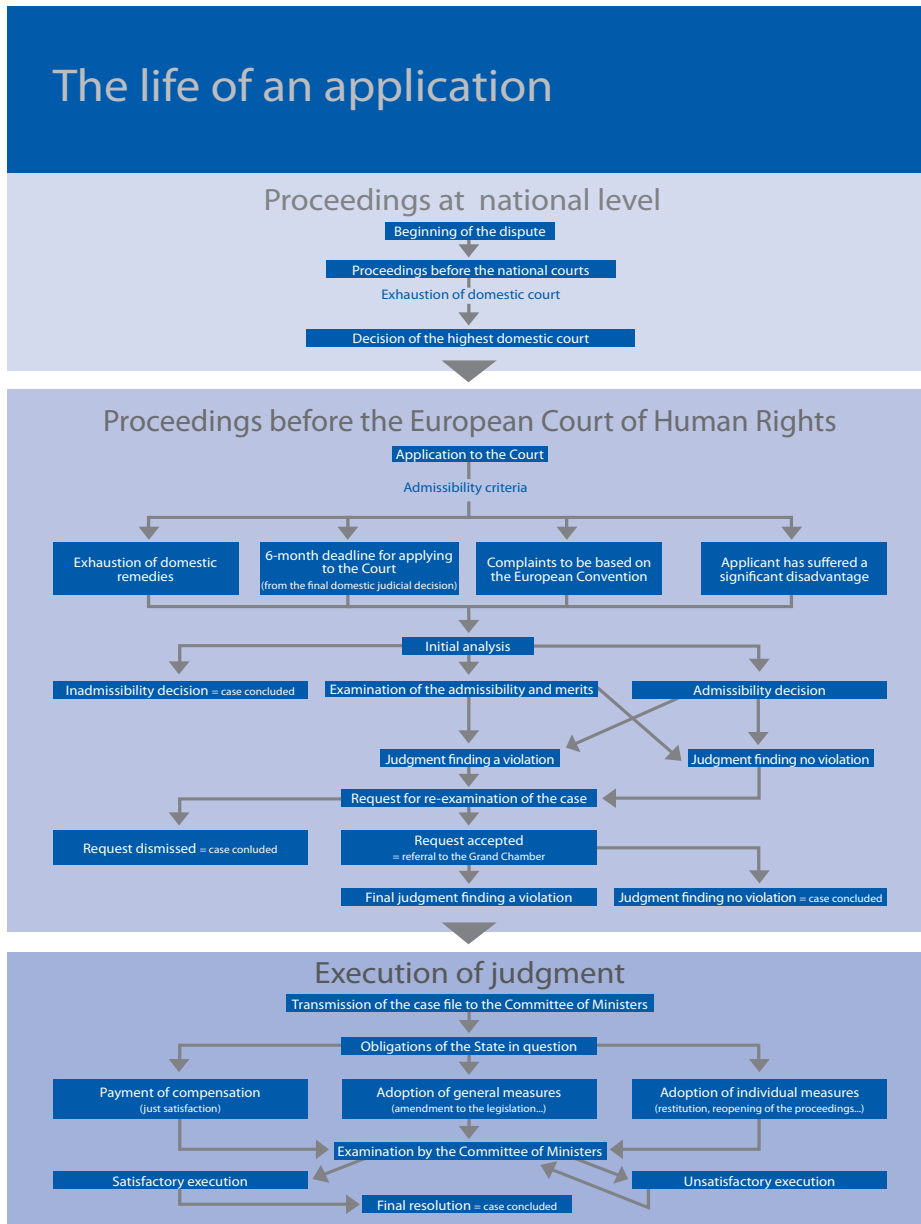 The life of an application
Proceedings at national level
Beginning of the dispute
Proceedings before the national courts
Exhaustion of domestic court
Decision of the highest domestic court
Proceedings before the European Court of Human Rights
Application to the Court
Admissibility criteria
Exhaustion of domestic
remedies
6-month deadline for applying
to the Court
(from the final domestic judicial decision)
Complaints to be based on
the European Convention
Applicant has suffered a
significant disadvantage
Initial analysis
Inadmissibility decision = case concluded
Examination of the admissibility and merits
Admissibility decision
Judgment finding a violation
Judgment finding no violation
Request for re-examination of the case
Request dismissed = case conluded
Request accepted
= referral to the Grand Chamber
Final judgment finding a violation
Judgment finding no violation = case concluded
Execution of judgment
Transmission of the case file to the Committee of Ministers
Obligations of the State in question
Payment of compensation
(just satisfaction)
Adoption of general measures
(amendment to the legislation...)
Adoption of individual measures
(restitution, reopening of the proceedings...)
Examination by the Committee of Ministers
Satisfactory execution
Unsatisfactory execution
Final resolution = case concluded